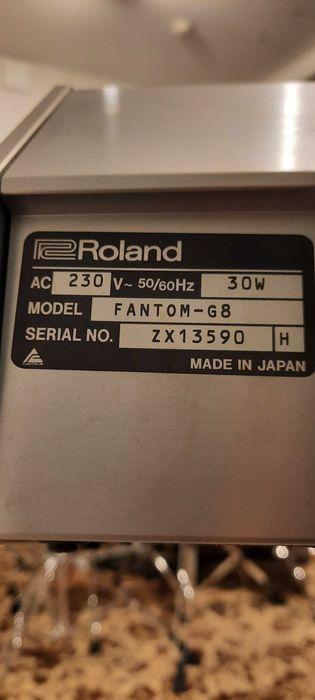 Roland
AC 230 V~ 50/60Hz 30W
MODEL FANTOM-G8
SERIAL NO. ZX13590 H
MADE IN JAPAN